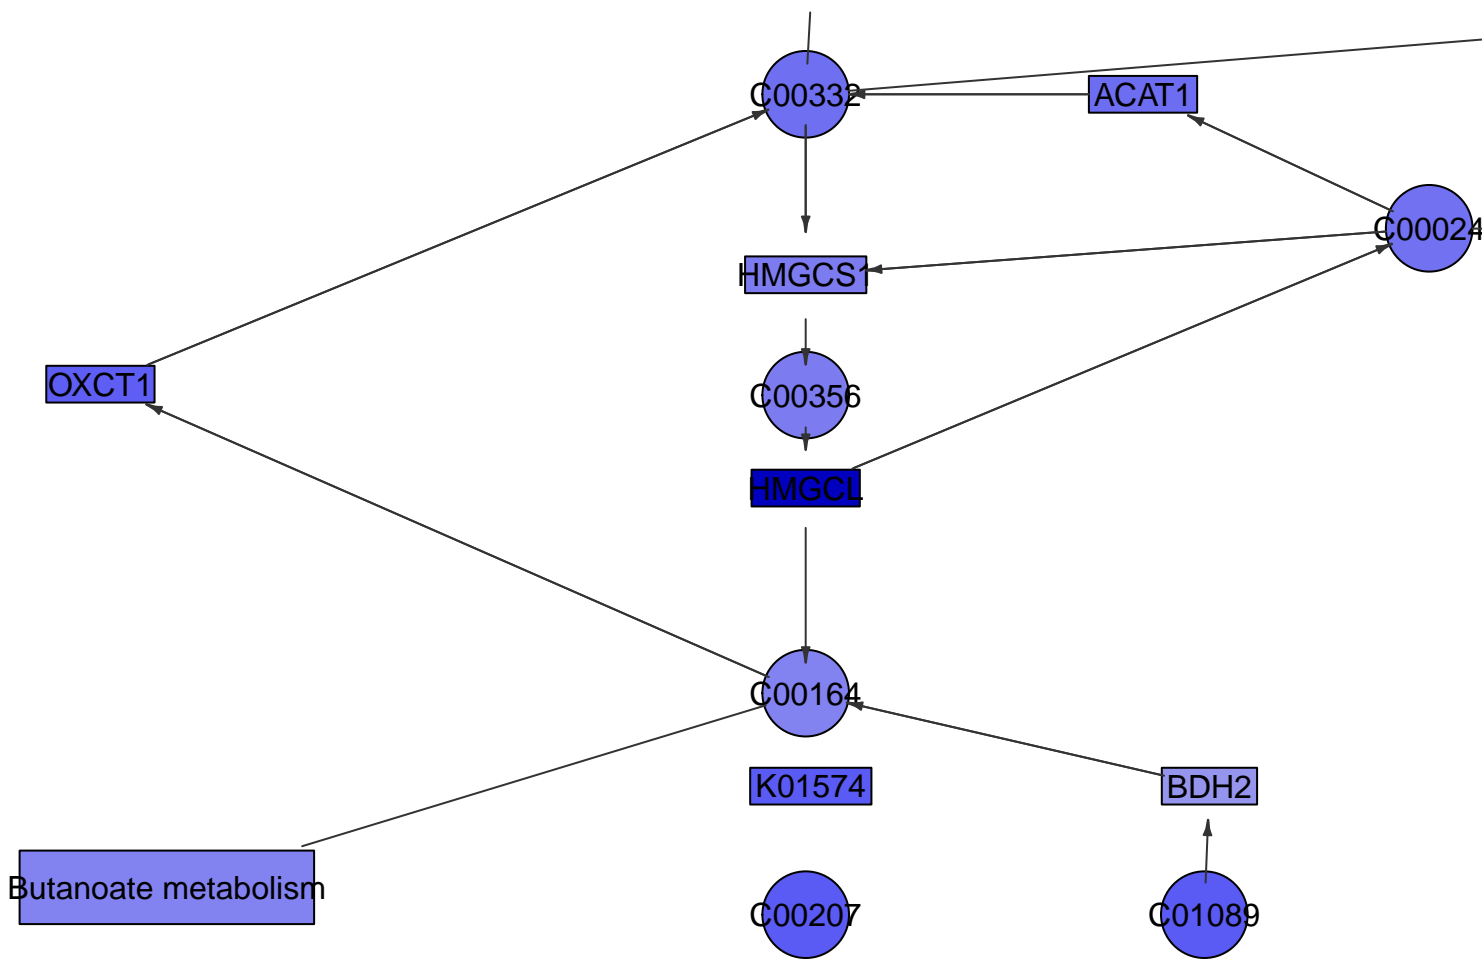 C00332
ACAT1
C00024
HMGCS1
OXCT1
C00356
HMGCL
C00164
K01574
BDH2
Butanoate metabolism
C00207
C01089